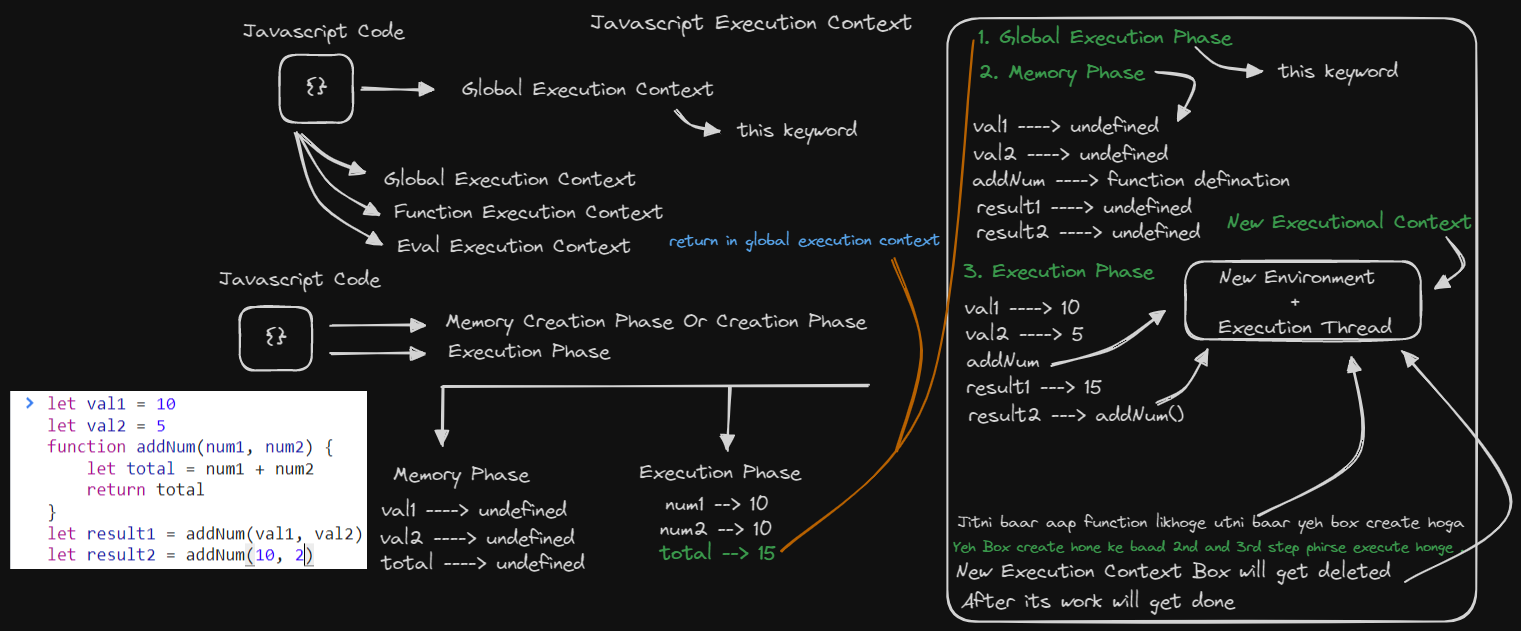 Javascript Execution Context
Javascript Code
{}
Global Execution Context
this keyword
Global Execution Context
Function Execution Context
Eval Execution Context
return in global execution context
Javascript Code
{}
Memory Creation Phase Or Creation Phase
Execution Phase
> let val1 = 10
let val2 = 5
function addNum(num1, num2) {
let total = num1 + num2
return total
}
let result1 = addNum(val1, val2)
let result2 = addNum(10, 2)
Memory Phase
val1 ----> undefined
val2 ----> undefined
total ----> undefined
Execution Phase
num1 --> 10
num2 --> 10
total --> 15
1. Global Execution Phase
this keyword
2. Memory Phase
val1 ----> undefined
val2 ----> undefined
addNum ----> function defination
result1 ----> undefined
result2 ----> undefined
New Executional Context
New Environment
+
Execution Thread
3. Execution Phase
val1 ----> 10
val2 ----> 5
addNum
result1 ---> 15
result2 ---> addNum()
Jitni baar aap function likhoge utni baar yeh box create hoga
Yeh Box create hone ke baad 2nd and 3rd step phirse execute honge .
New Execution Context Box will get deleted
After its work will get done